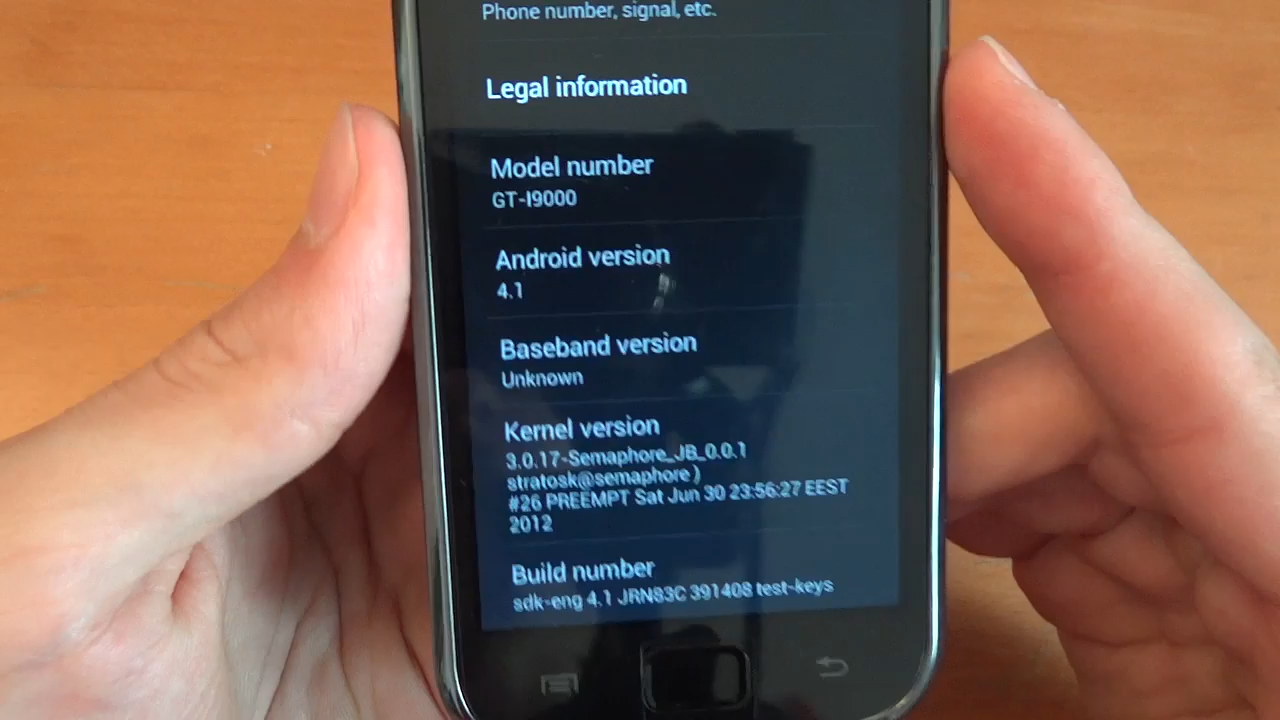 Phone number, signal, etc.
Legal information
Model number
GT-I9000
Android version
4.1
Baseband version
Unknown
Kernel version
3.0.17-Semaphore_JB_0.0.1
stratosk@semaphore )
#26 PREEMPT Sat Jun 30 23:56:27 EEST
2012
Build number
sdk-eng 4.1 JRN83C 391408 test-keys